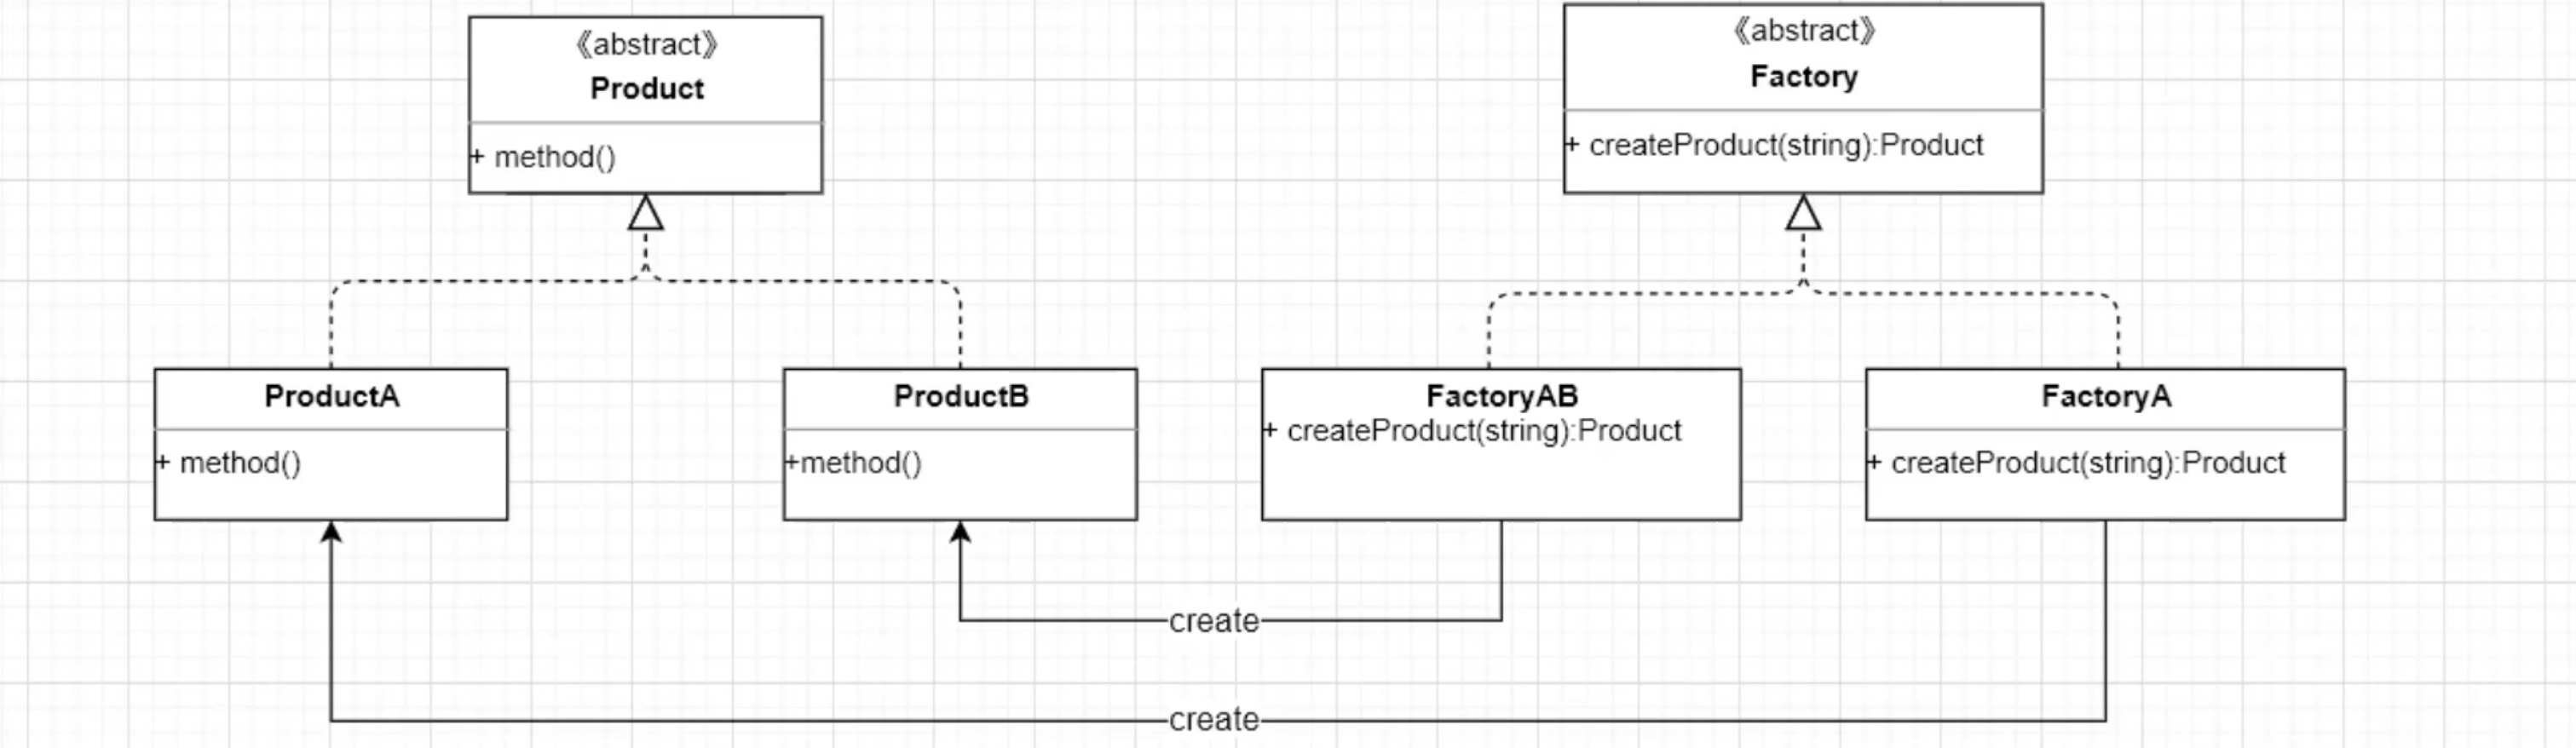 《abstract》
Product
+ method()
《abstract》
Factory
+ createProduct(string):Product
ProductA
+ method()
ProductB
+method()
FactoryAB
+ createProduct(string):Product
FactoryA
+ createProduct(string):Product
create
create